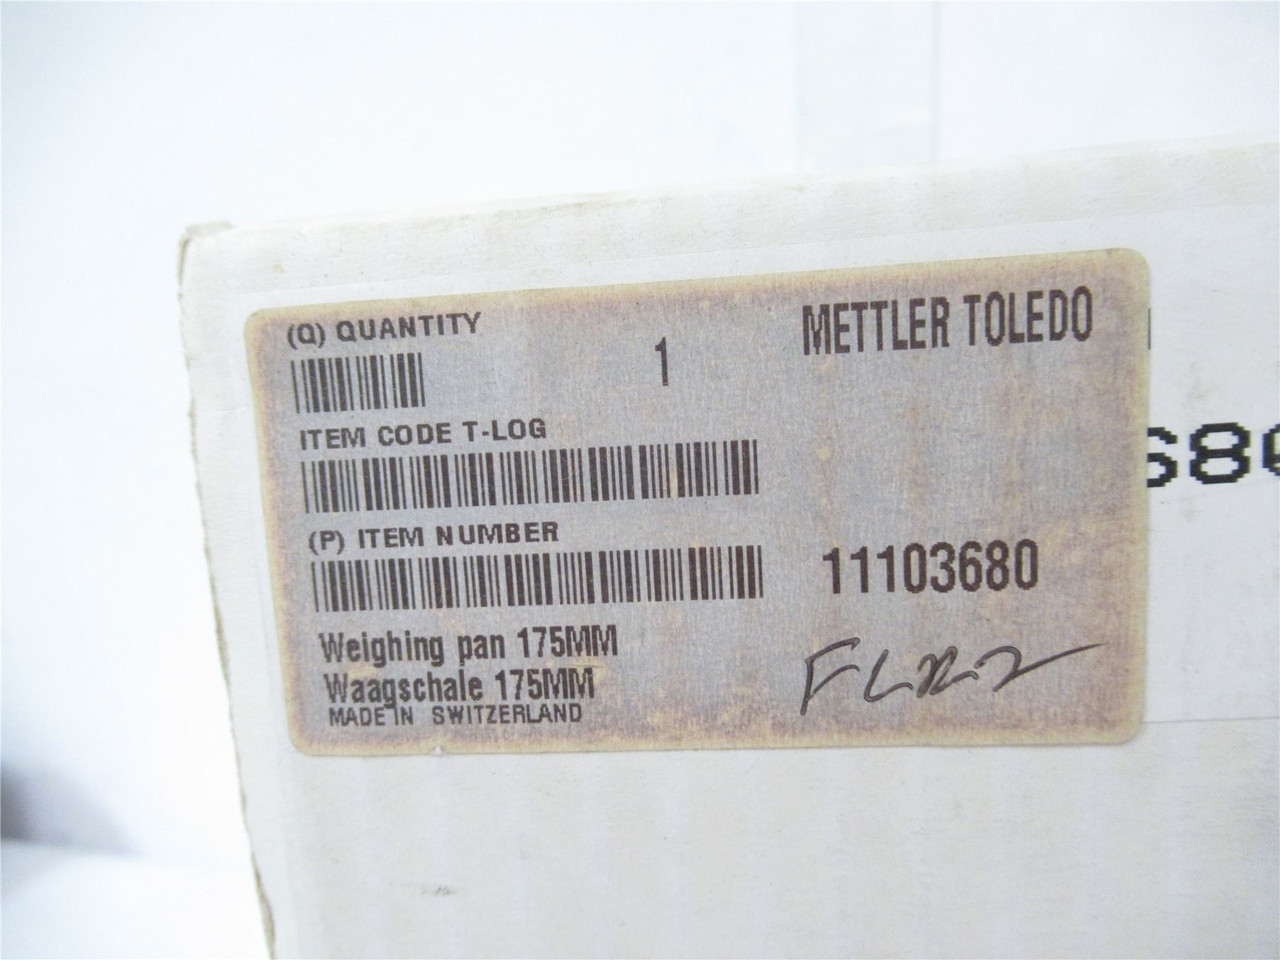 (Q) QUANTITY
1
METTLER TOLEDO
ITEM CODE T-LOG
(P) ITEM NUMBER
11103680
Weighing pan 175MM
Waagschale 175MM
MADE IN SWITZERLAND